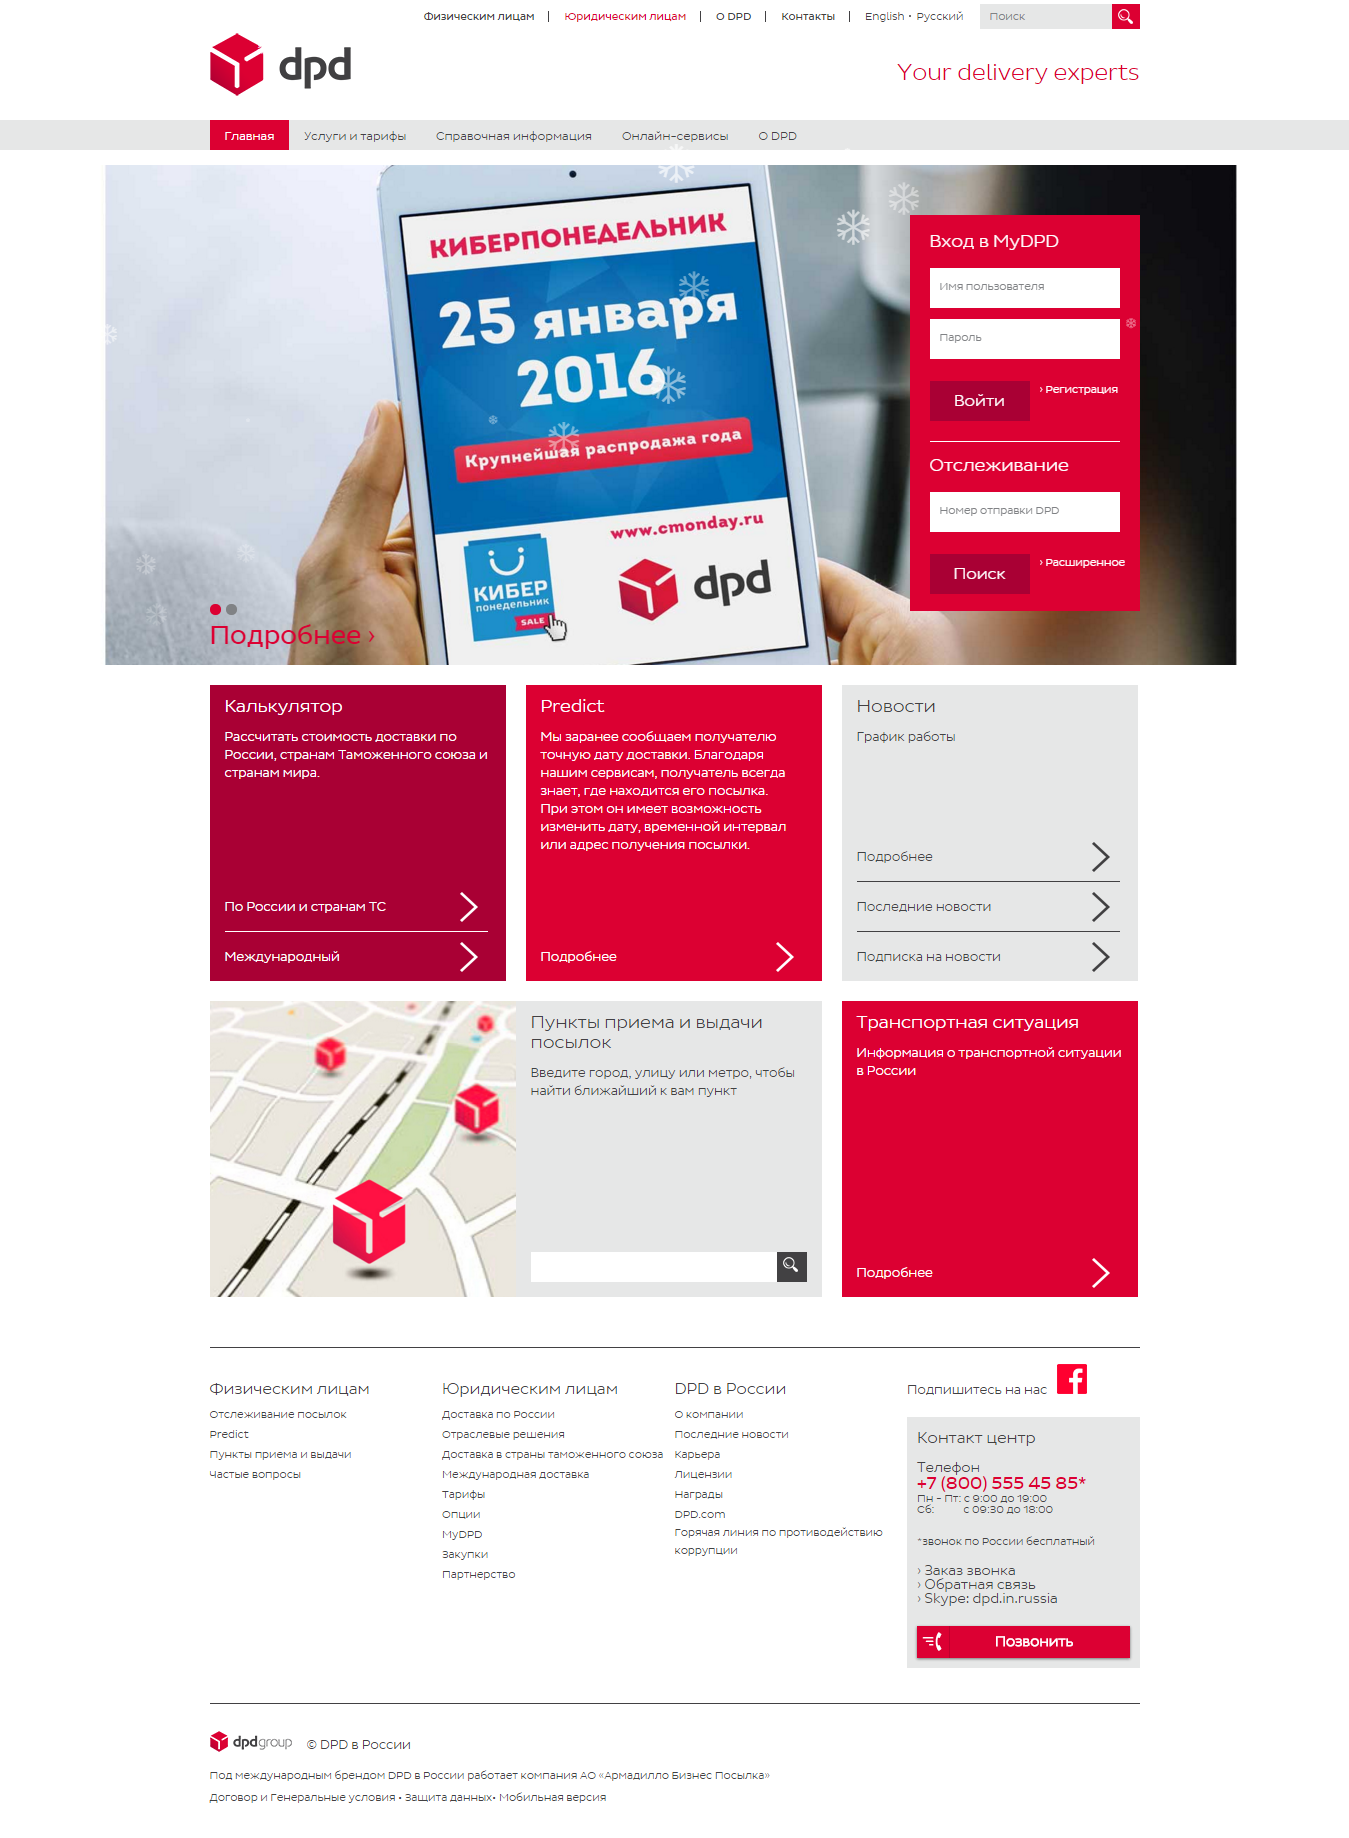 Физическим лицам | Юридическим лицам | О DPD | Контакты | English • Русский Поиск
dpd
Your delivery experts
Главная Услуги и тарифы Справочная информация Онлайн-сервисы О DPD
КИБЕРПОНЕДЕЛЬНИК
25 января
2016
Крупнейшая распродажа года
www.cmonday.ru
КИБЕР
понедельник
SALE
dpd
Подробнее ›
Вход в MyDPD
Имя пользователя
Пароль
Войти › Регистрация
Отслеживание
Номер отправки DPD
Поиск › Расширенное
Калькулятор
Рассчитать стоимость доставки по
России, странам Таможенного союза и
странам мира.
По России и странам ТС
Международный
Predict
Мы заранее сообщаем получателю
точную дату доставки. Благодаря
нашим сервисам, получатель всегда
знает, где находится его посылка.
При этом он имеет возможность
изменить дату, временной интервал
или адрес получения посылки.
Подробнее
Новости
График работы
Подробнее
Последние новости
Подписка на новости
Пункты приема и выдачи
посылок
Введите город, улицу или метро, чтобы
найти ближайший к вам пункт
Транспортная ситуация
Информация о транспортной ситуации
в России
Подробнее
Физическим лицам
Отслеживание посылок
Predict
Пункты приема и выдачи
Частые вопросы
Юридическим лицам
Доставка по России
Отраслевые решения
Доставка в страны таможенного союза
Международная доставка
Тарифы
Опции
MyDPD
Закупки
Партнерство
DPD в России
О компании
Последние новости
Карьера
Лицензии
Награды
DPD.com
Горячая линия по противодействию
коррупции
Подпишитесь на нас
Контакт центр
Телефон
+7 (800) 555 45 85*
Пн - Пт: с 9:00 до 19:00
Сб: с 09:30 до 18:00
*звонок по России бесплатный
› Заказ звонка
› Обратная связь
› Skype: dpd.in.russia
Позвонить
dpdgroup © DPD в России
Под международным брендом DPD в России работает компания АО «Армадилло Бизнес Посылка»
Договор и Генеральные условия • Защита данных• Мобильная версия